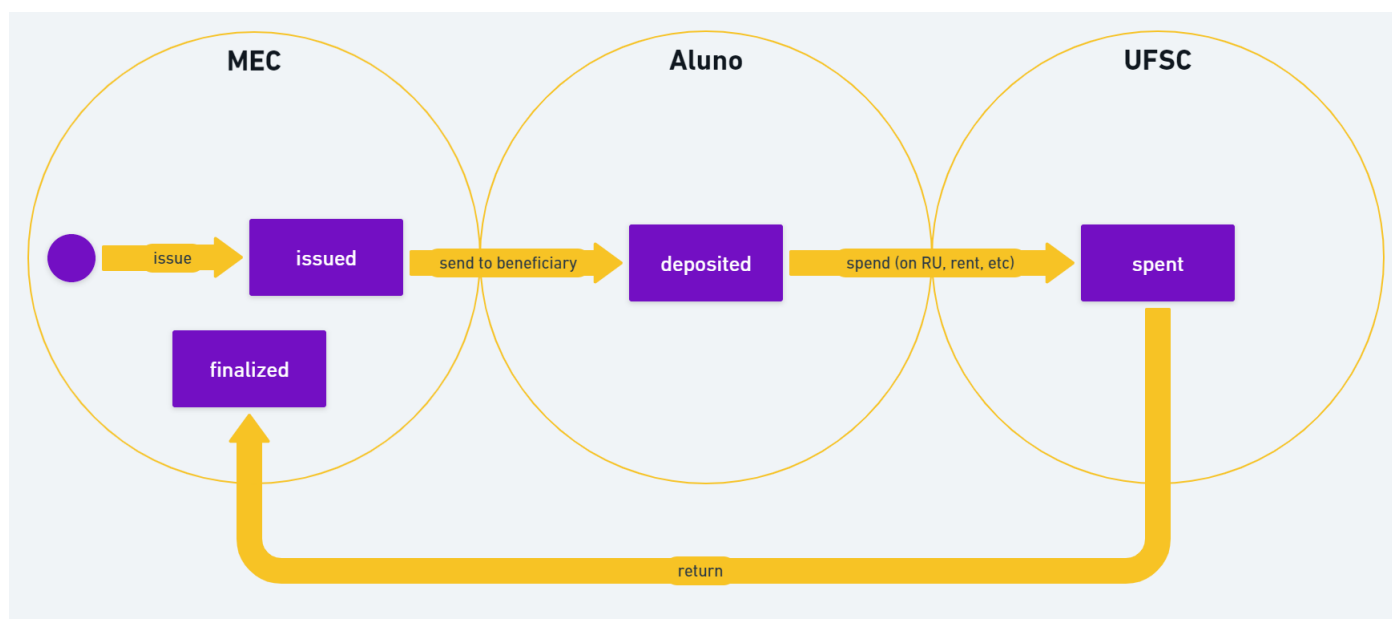 MEC
Aluno
UFSC
issue
issued
send to beneficiary
deposited
spend (on RU, rent, etc)
spent
finalized
return